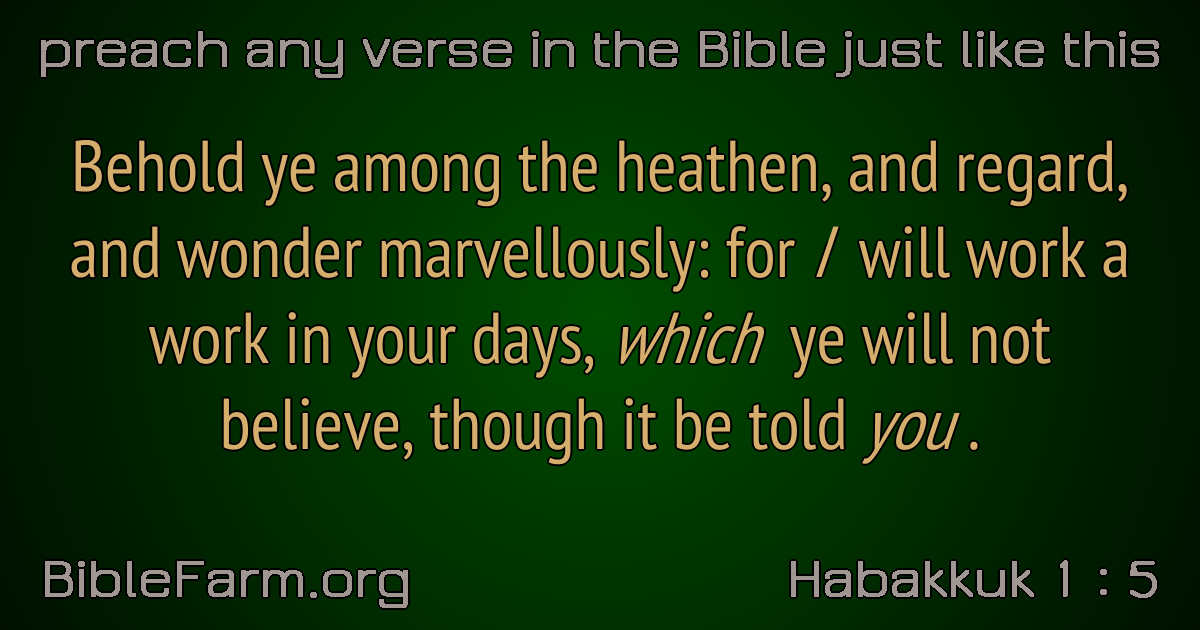 preach any verse in the Bible just like this
Behold ye among the heathen, and regard,
and wonder marvellously: for I will work a
work in your days, which ye will not
believe, though it be told you .
BibleFarm.org
Habakkuk 1 : 5